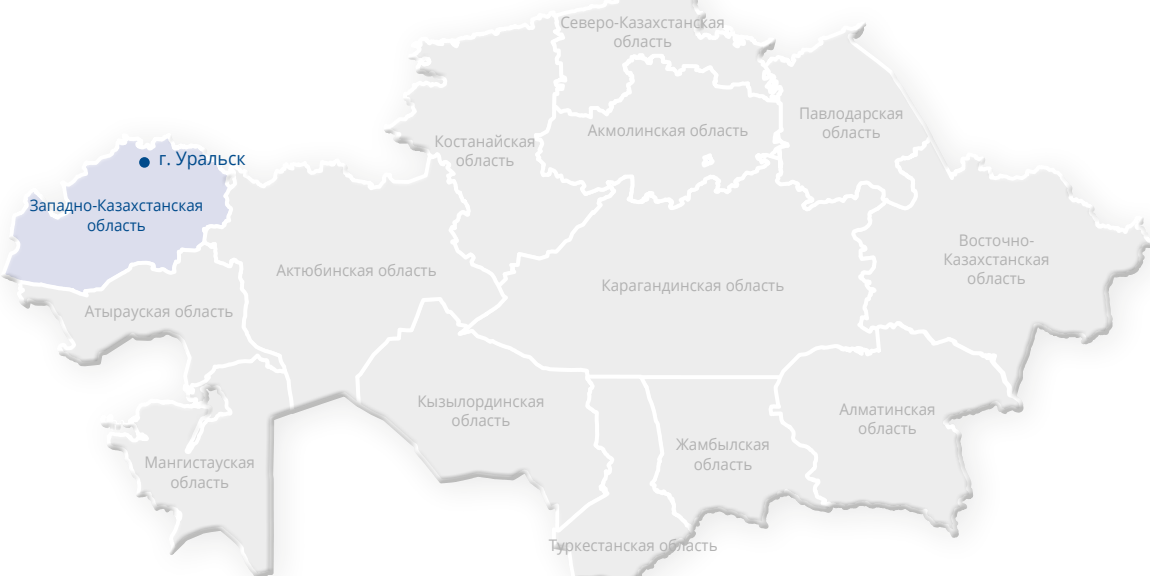 Северо-Казахстанская
область
Павлодарская
область
Акмолинская область
Костанайская
область
г. Уральск
Западно-Казахстанская
область
Восточно-
Казахстанская
область
Актюбинская область
Карагандинская область
Атырауская область
Кызылординская
область
Алматинская
область
Жамбылская
область
Мангистауская
область
Туркестанская область